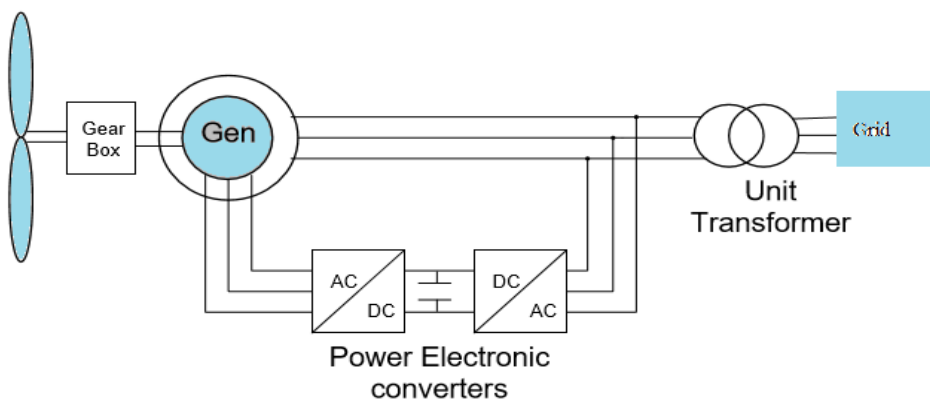 Gear
Box
Gen
Grid
Unit
Transformer
AC
DC
DC
AC
Power Electronic
converters